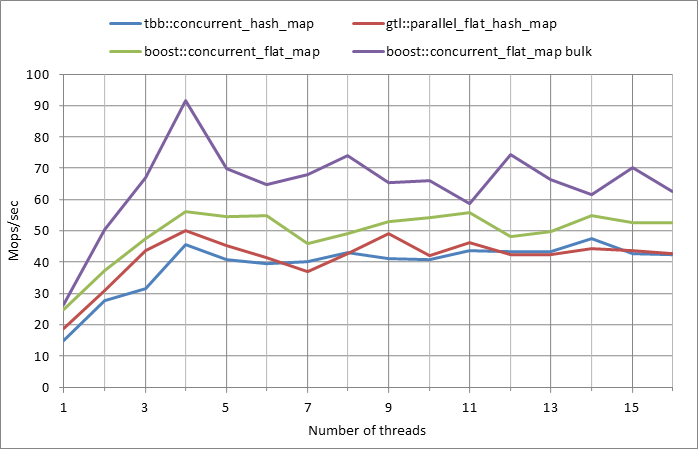 tbb::concurrent_hash_map gtl::parallel_flat_hash_map
boost::concurrent_flat_map boost::concurrent_flat_map bulk
100
90
80
70
60
50
40
30
20
10
0
Mops/sec
1 3 5 7 9 11 13 15
Number of threads